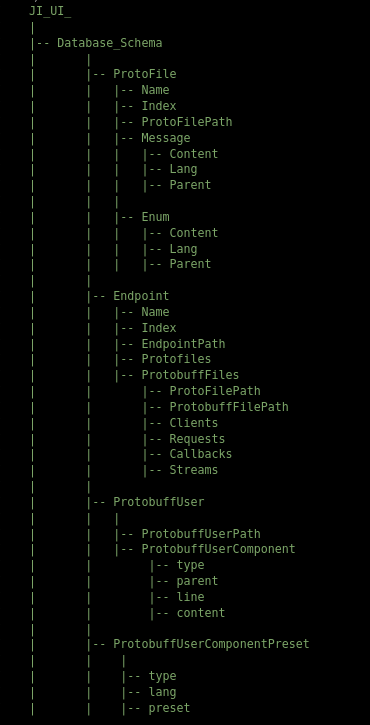 JI_UI_
|
|-- Database_Schema
|       |
|       |-- ProtoFile
|       |   |-- Name
|       |   |-- Index
|       |   |-- ProtoFilePath
|       |   |-- Message
|       |   |   |-- Content
|       |   |   |-- Lang
|       |   |   |-- Parent
|       |   |
|       |   |-- Enum
|       |   |   |-- Content
|       |   |   |-- Lang
|       |   |   |-- Parent
|       |
|       |-- Endpoint
|       |   |-- Name
|       |   |-- Index
|       |   |-- EndpointPath
|       |   |-- Protofiles
|       |   |-- ProtobuffFiles
|       |       |-- ProtoFilePath
|       |       |-- ProtobuffFilePath
|       |       |-- Clients
|       |       |-- Requests
|       |       |-- Callbacks
|       |       |-- Streams
|       |
|       |-- ProtobuffUser
|       |   |
|       |   |-- ProtobuffUserPath
|       |   |-- ProtobuffUserComponent
|       |        |-- type
|       |        |-- parent
|       |        |-- line
|       |        |-- content
|       |
|       |-- ProtobuffUserComponentPreset
|       |    |
|       |    |-- type
|       |    |-- lang
|       |    |-- preset